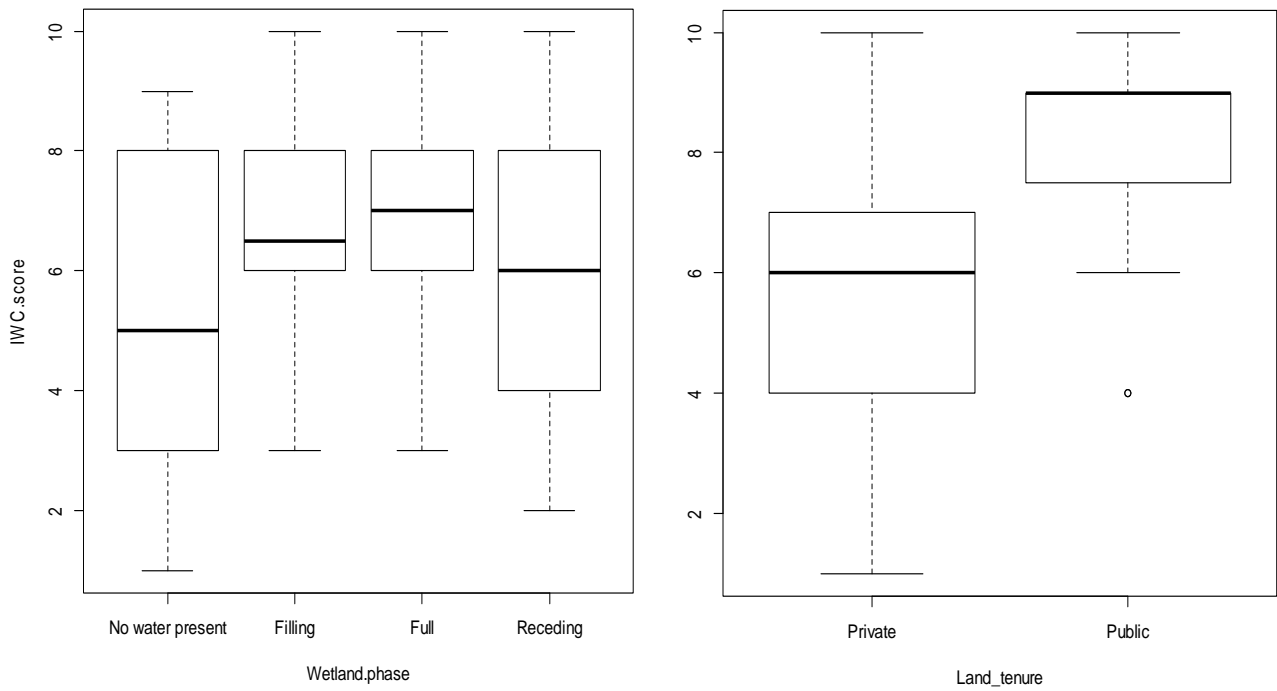 IWC.score
10
8
6
4
2
No water present
Filling
Full
Receding
Wetland.phase
10
8
6
4
2
Private
Public
Land_tenure